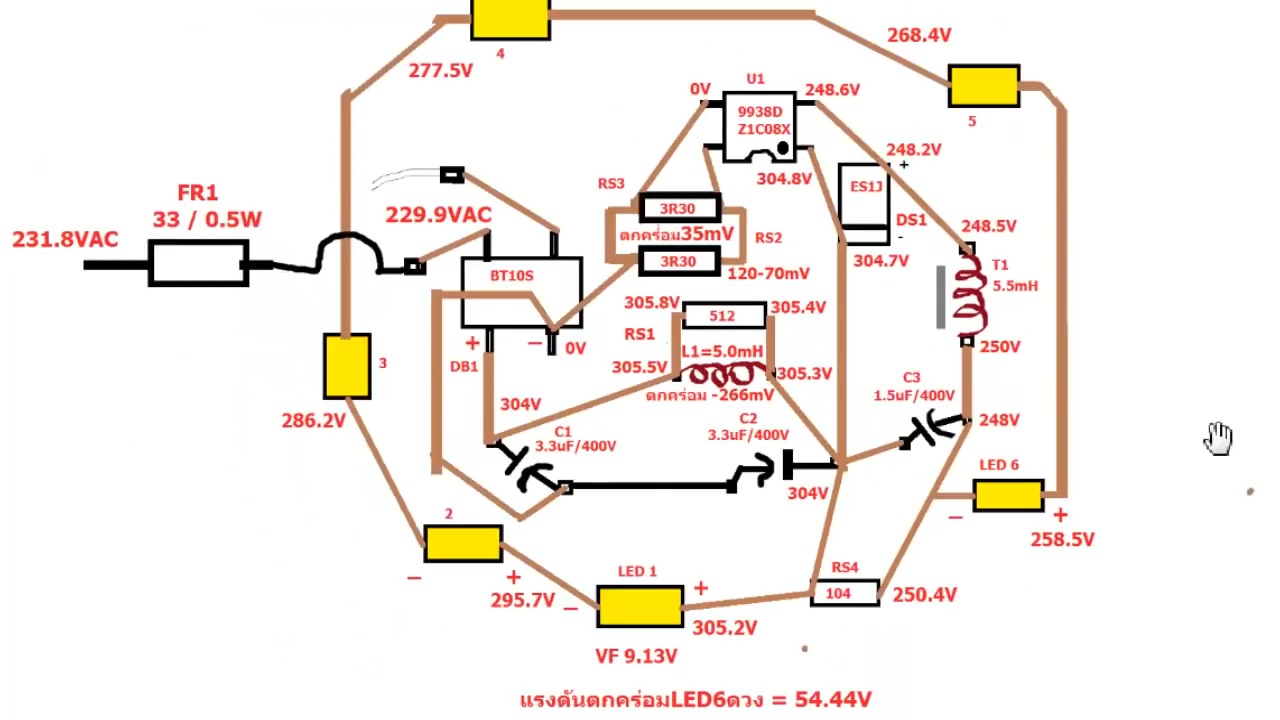 4
277.5V
268.4V
5
U1
0V
248.6V
9938D
Z1C08X
304.8V
248.2V
+
ES1J
DS1
-
304.7V
FR1
33 / 0.5W
231.8VAC
229.9VAC
RS3
3R30
ตกคร่อม35mV
RS2
3R30
120-70mV
248.5V
T1
5.5mH
250V
BT10S
+
−
0V
DB1
305.8V
512
305.4V
RS1
L1=5.0mH
305.5V
305.3V
ตกคร่อม -266mV
3
286.2V
304V
C1
3.3uF/400V
C2
3.3uF/400V
304V
C3
1.5uF/400V
248V
LED 6
−
+
258.5V
2
−
+
295.7V
LED 1
−
+
305.2V
VF 9.13V
RS4
104
250.4V
แรงดันตกคร่อมLED6ดวง = 54.44V